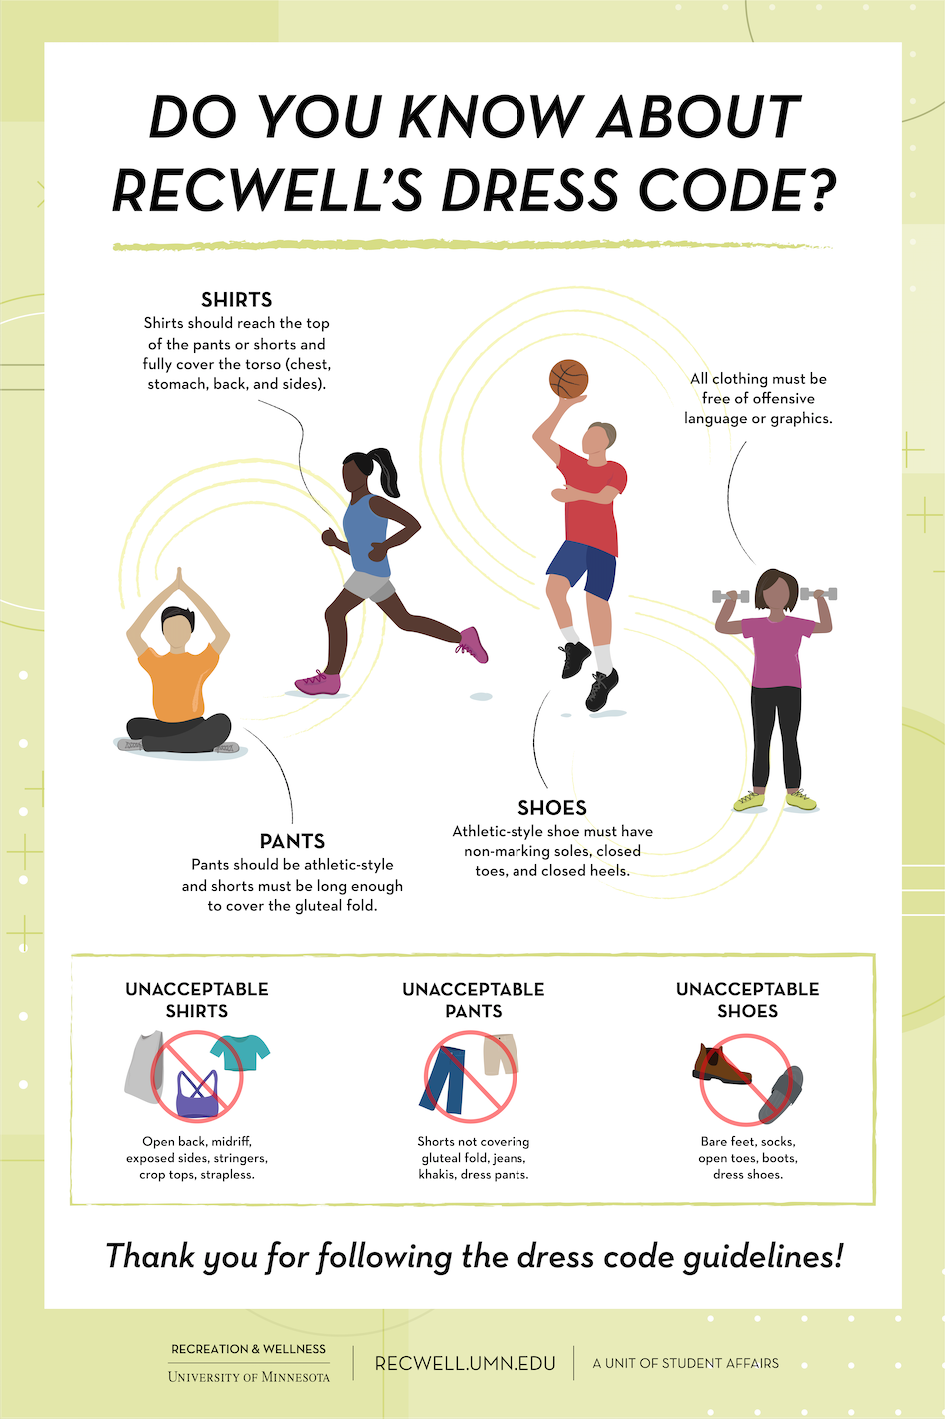 DO YOU KNOW ABOUT
RECWELL'S DRESS CODE?
SHIRTS
Shirts should reach the top
of the pants or shorts and
fully cover the torso (chest,
stomach, back, and sides).
All clothing must be
free of offensive
language or graphics.
PANTS
Pants should be athletic-style
and shorts must be long enough
to cover the gluteal fold.
SHOES
Athletic-style shoe must have
non-marking soles, closed
toes, and closed heels.
UNACCEPTABLE
SHIRTS
Open back, midriff,
exposed sides, stringers,
crop tops, strapless.
UNACCEPTABLE
PANTS
Shorts not covering
gluteal fold, jeans,
khakis, dress pants.
UNACCEPTABLE
SHOES
Bare feet, socks,
open toes, boots,
dress shoes.
Thank you for following the dress code guidelines!
RECREATION & WELLNESS
UNIVERSITY OF MINNESOTA
RECWELL.UMN.EDU
A UNIT OF STUDENT AFFAIRS